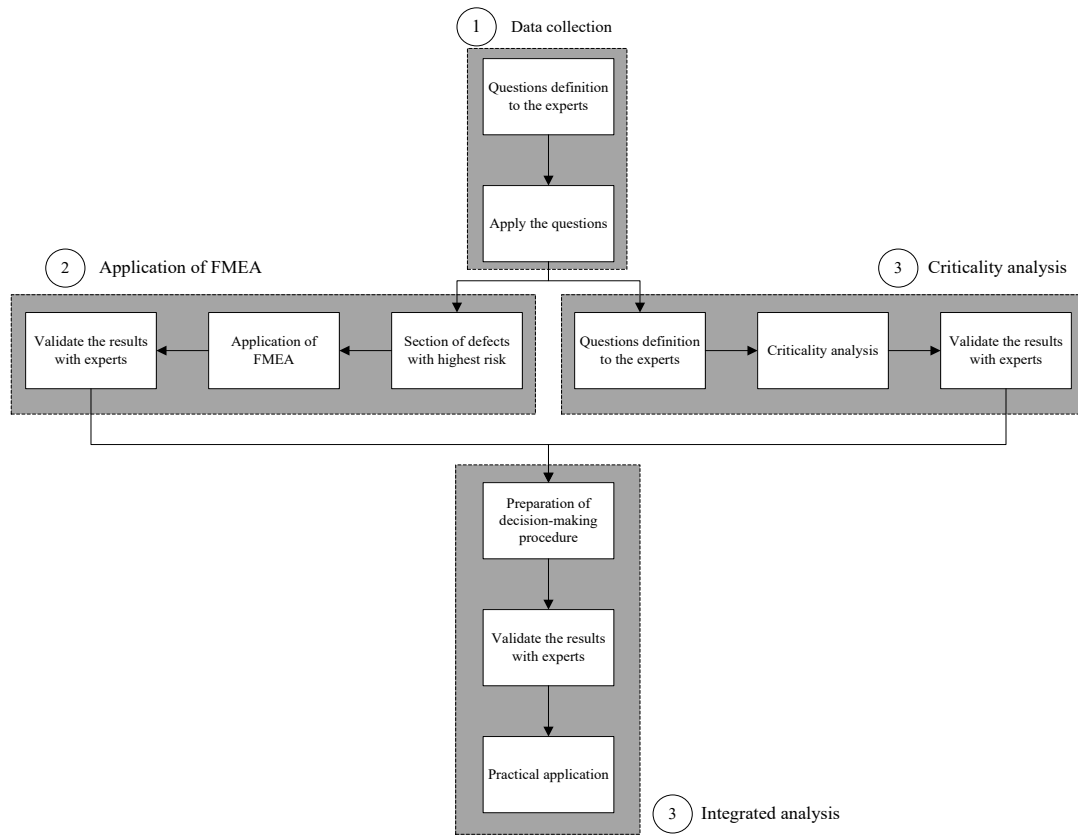 1 Data collection
Questions definition
to the experts
Apply the questions
2 Application of FMEA
Validate the results
with experts
Application of
FMEA
Section of defects
with highest risk
3 Criticality analysis
Questions definition
to the experts
Criticality analysis
Validate the results
with experts
Preparation of
decision-making
procedure
Validate the results
with experts
Practical application
3 Integrated analysis